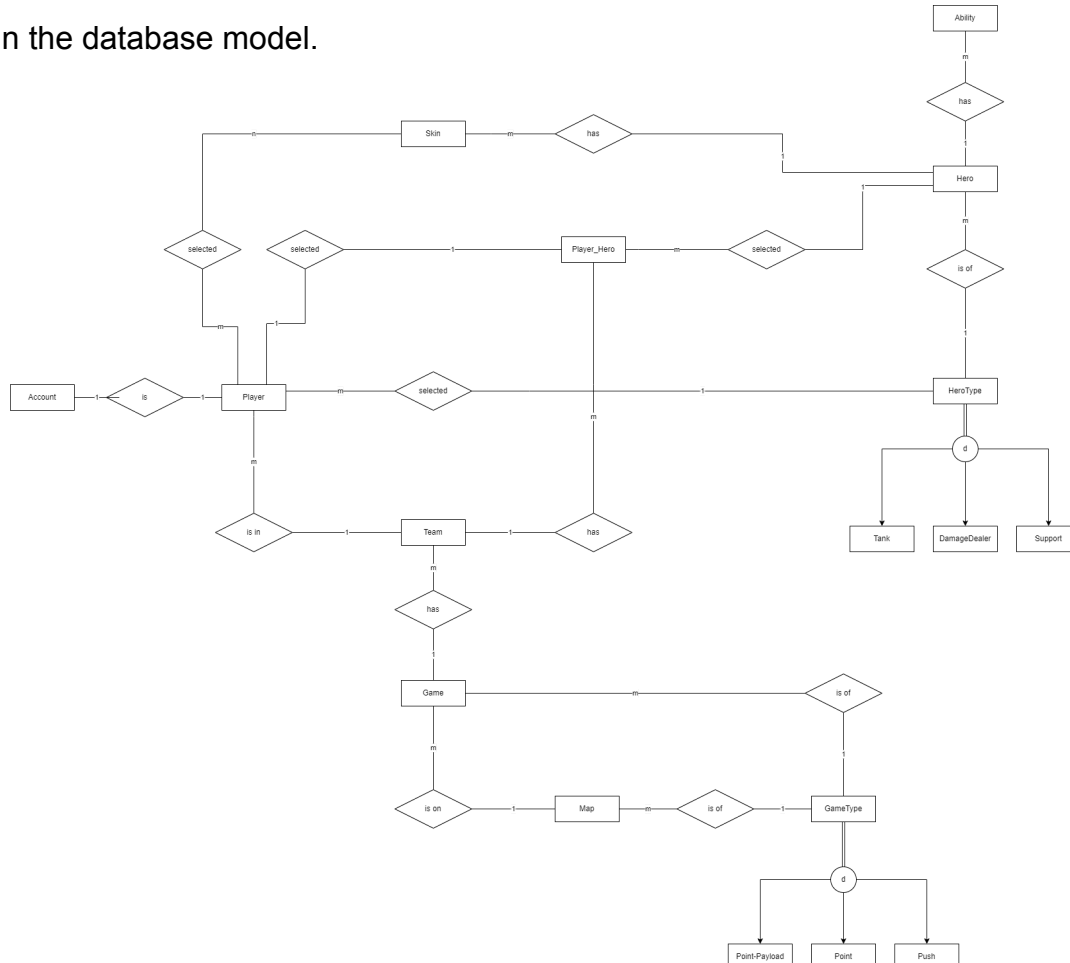 n the database model.
Ability
m
has
1
n
Skin
m
has
1
Hero
1
m
selected
selected
1
Player_Hero
m
selected
is of
m
1
1
Account
1
is
1
Player
m
selected
1
HeroType
m
d
m
Tank
DamageDealer
Support
is in
1
Team
1
has
m
has
1
Game
m
is of
m
1
is on
1
Map
m
is of
1
GameType
d
Point-Payload
Point
Push